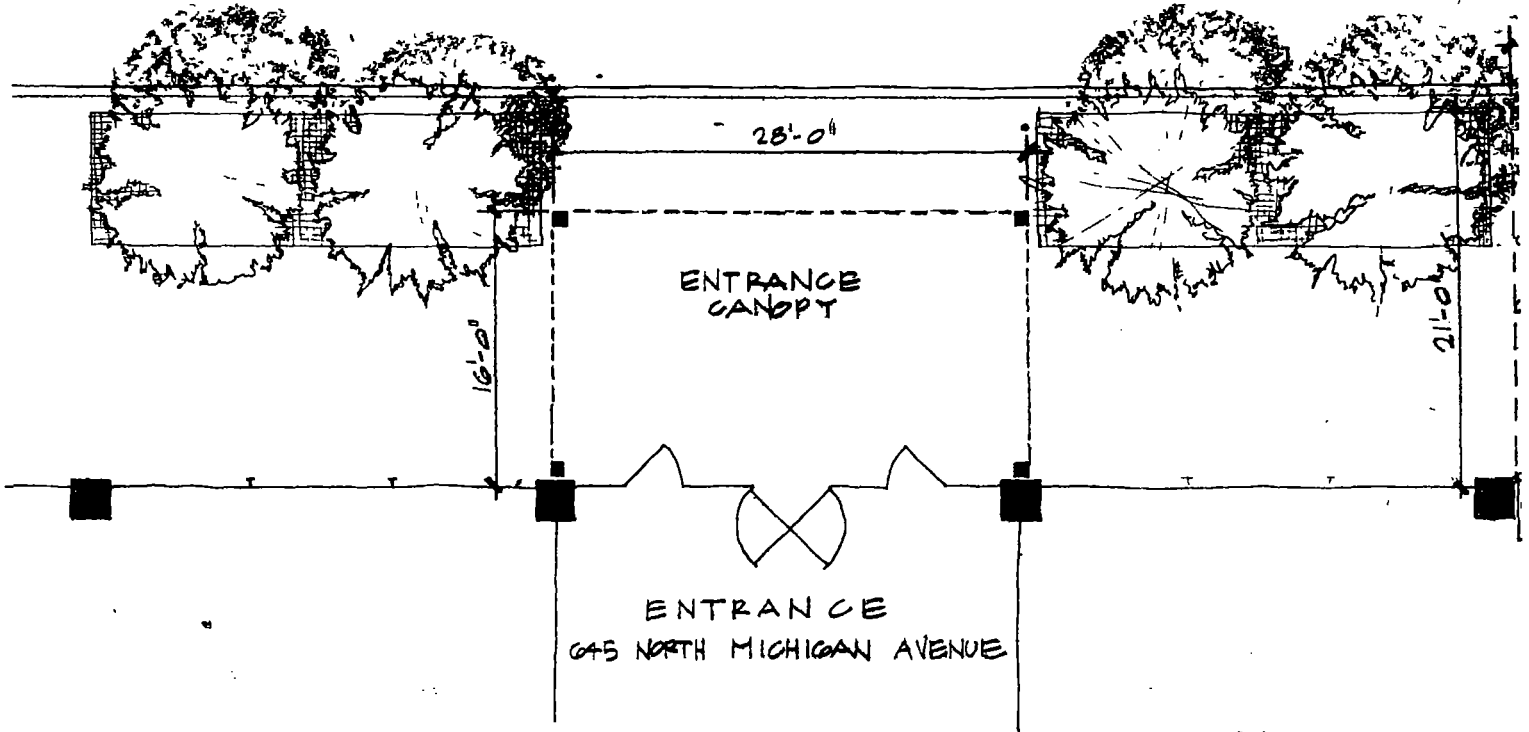 28'-0"
ENTRANCE
CANOPY
16'-0"
21'-0"
ENTRANCE
645 NORTH MICHIGAN AVENUE